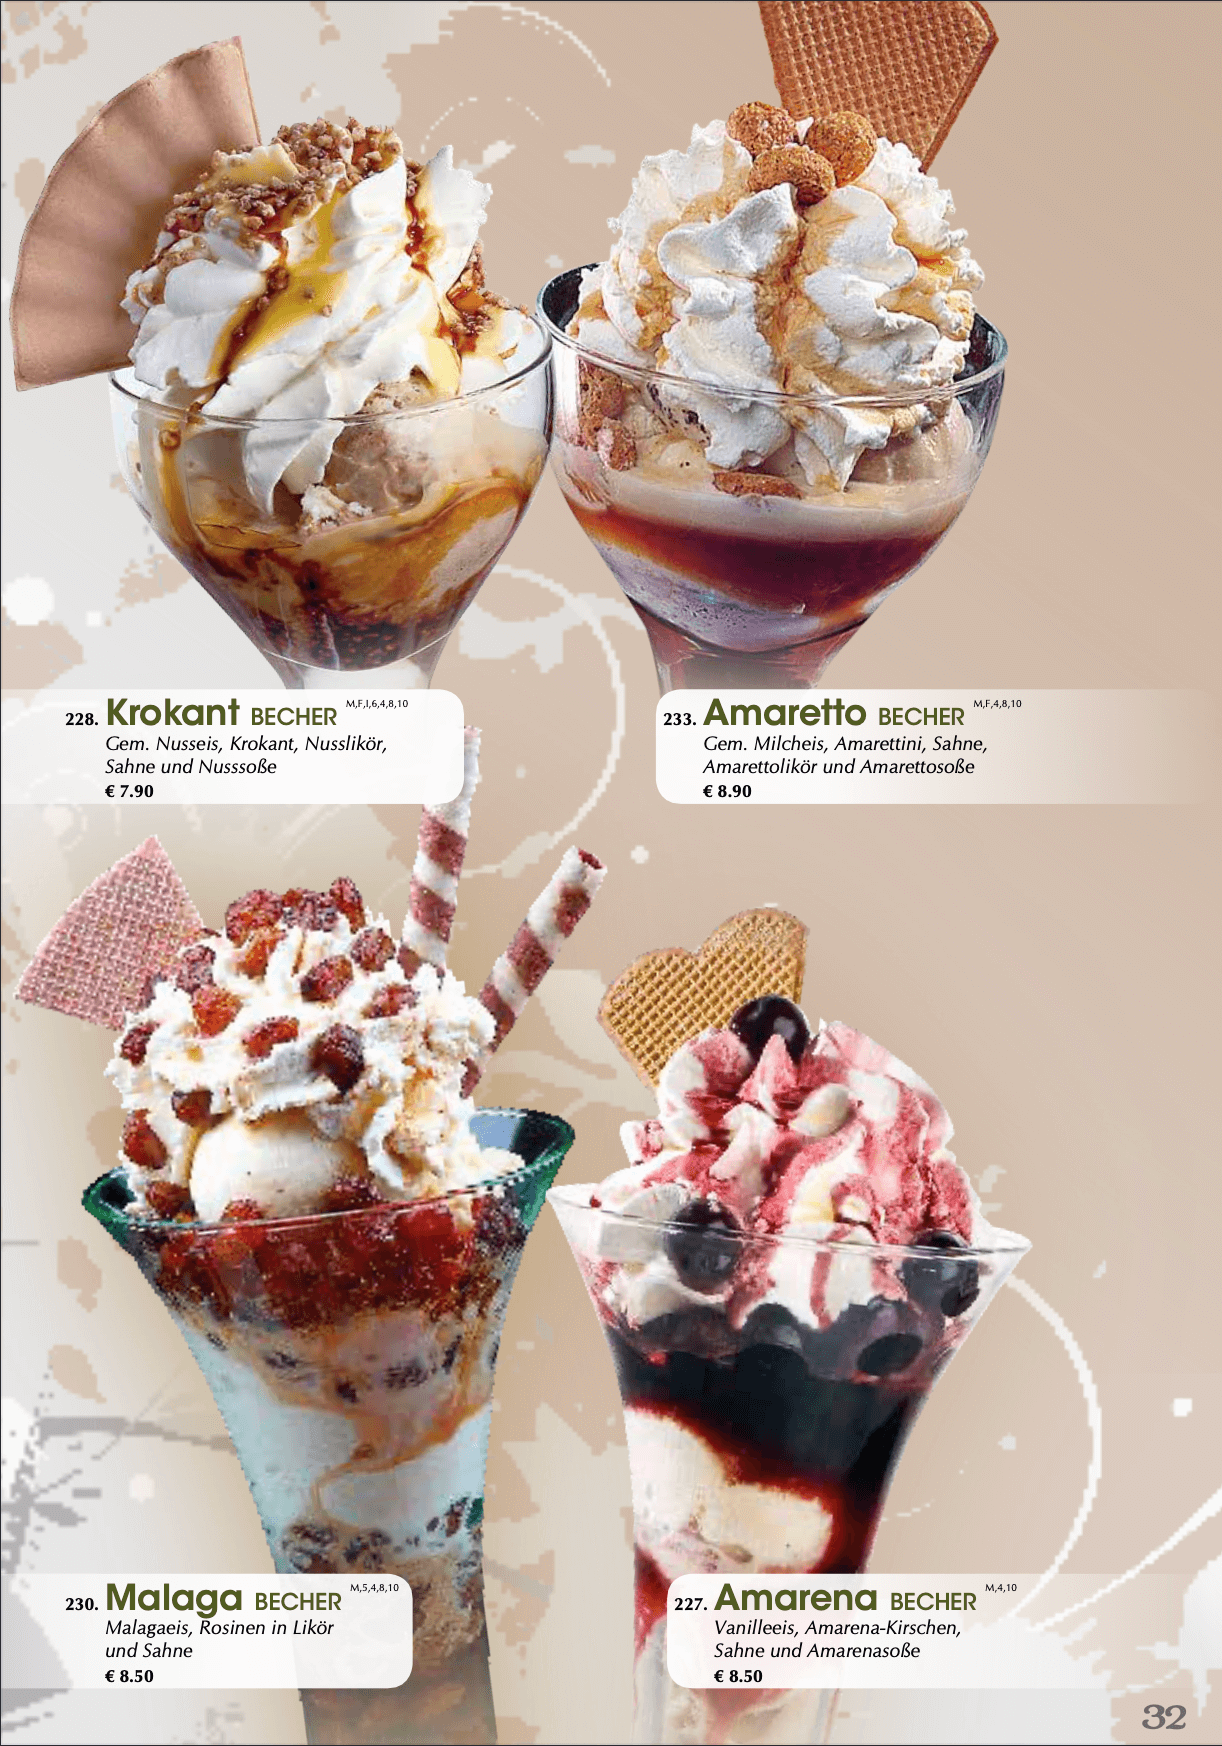 228. Krokant BECHER M,F,I,6,4,8,10
Gem. Nusseis, Krokant, Nusslikör,
Sahne und Nusssoße
€ 7.90
233. Amaretto BECHER M,F,4,8,10
Gem. Milcheis, Amarettini, Sahne,
Amarettolikör und Amarettosoße
€ 8.90
230. Malaga BECHER M,5,4,8,10
Malagaeis, Rosinen in Likör
und Sahne
€ 8.50
227. Amarena BECHER M,4,10
Vanilleeis, Amarena-Kirschen,
Sahne und Amarenasoße
€ 8.50
32